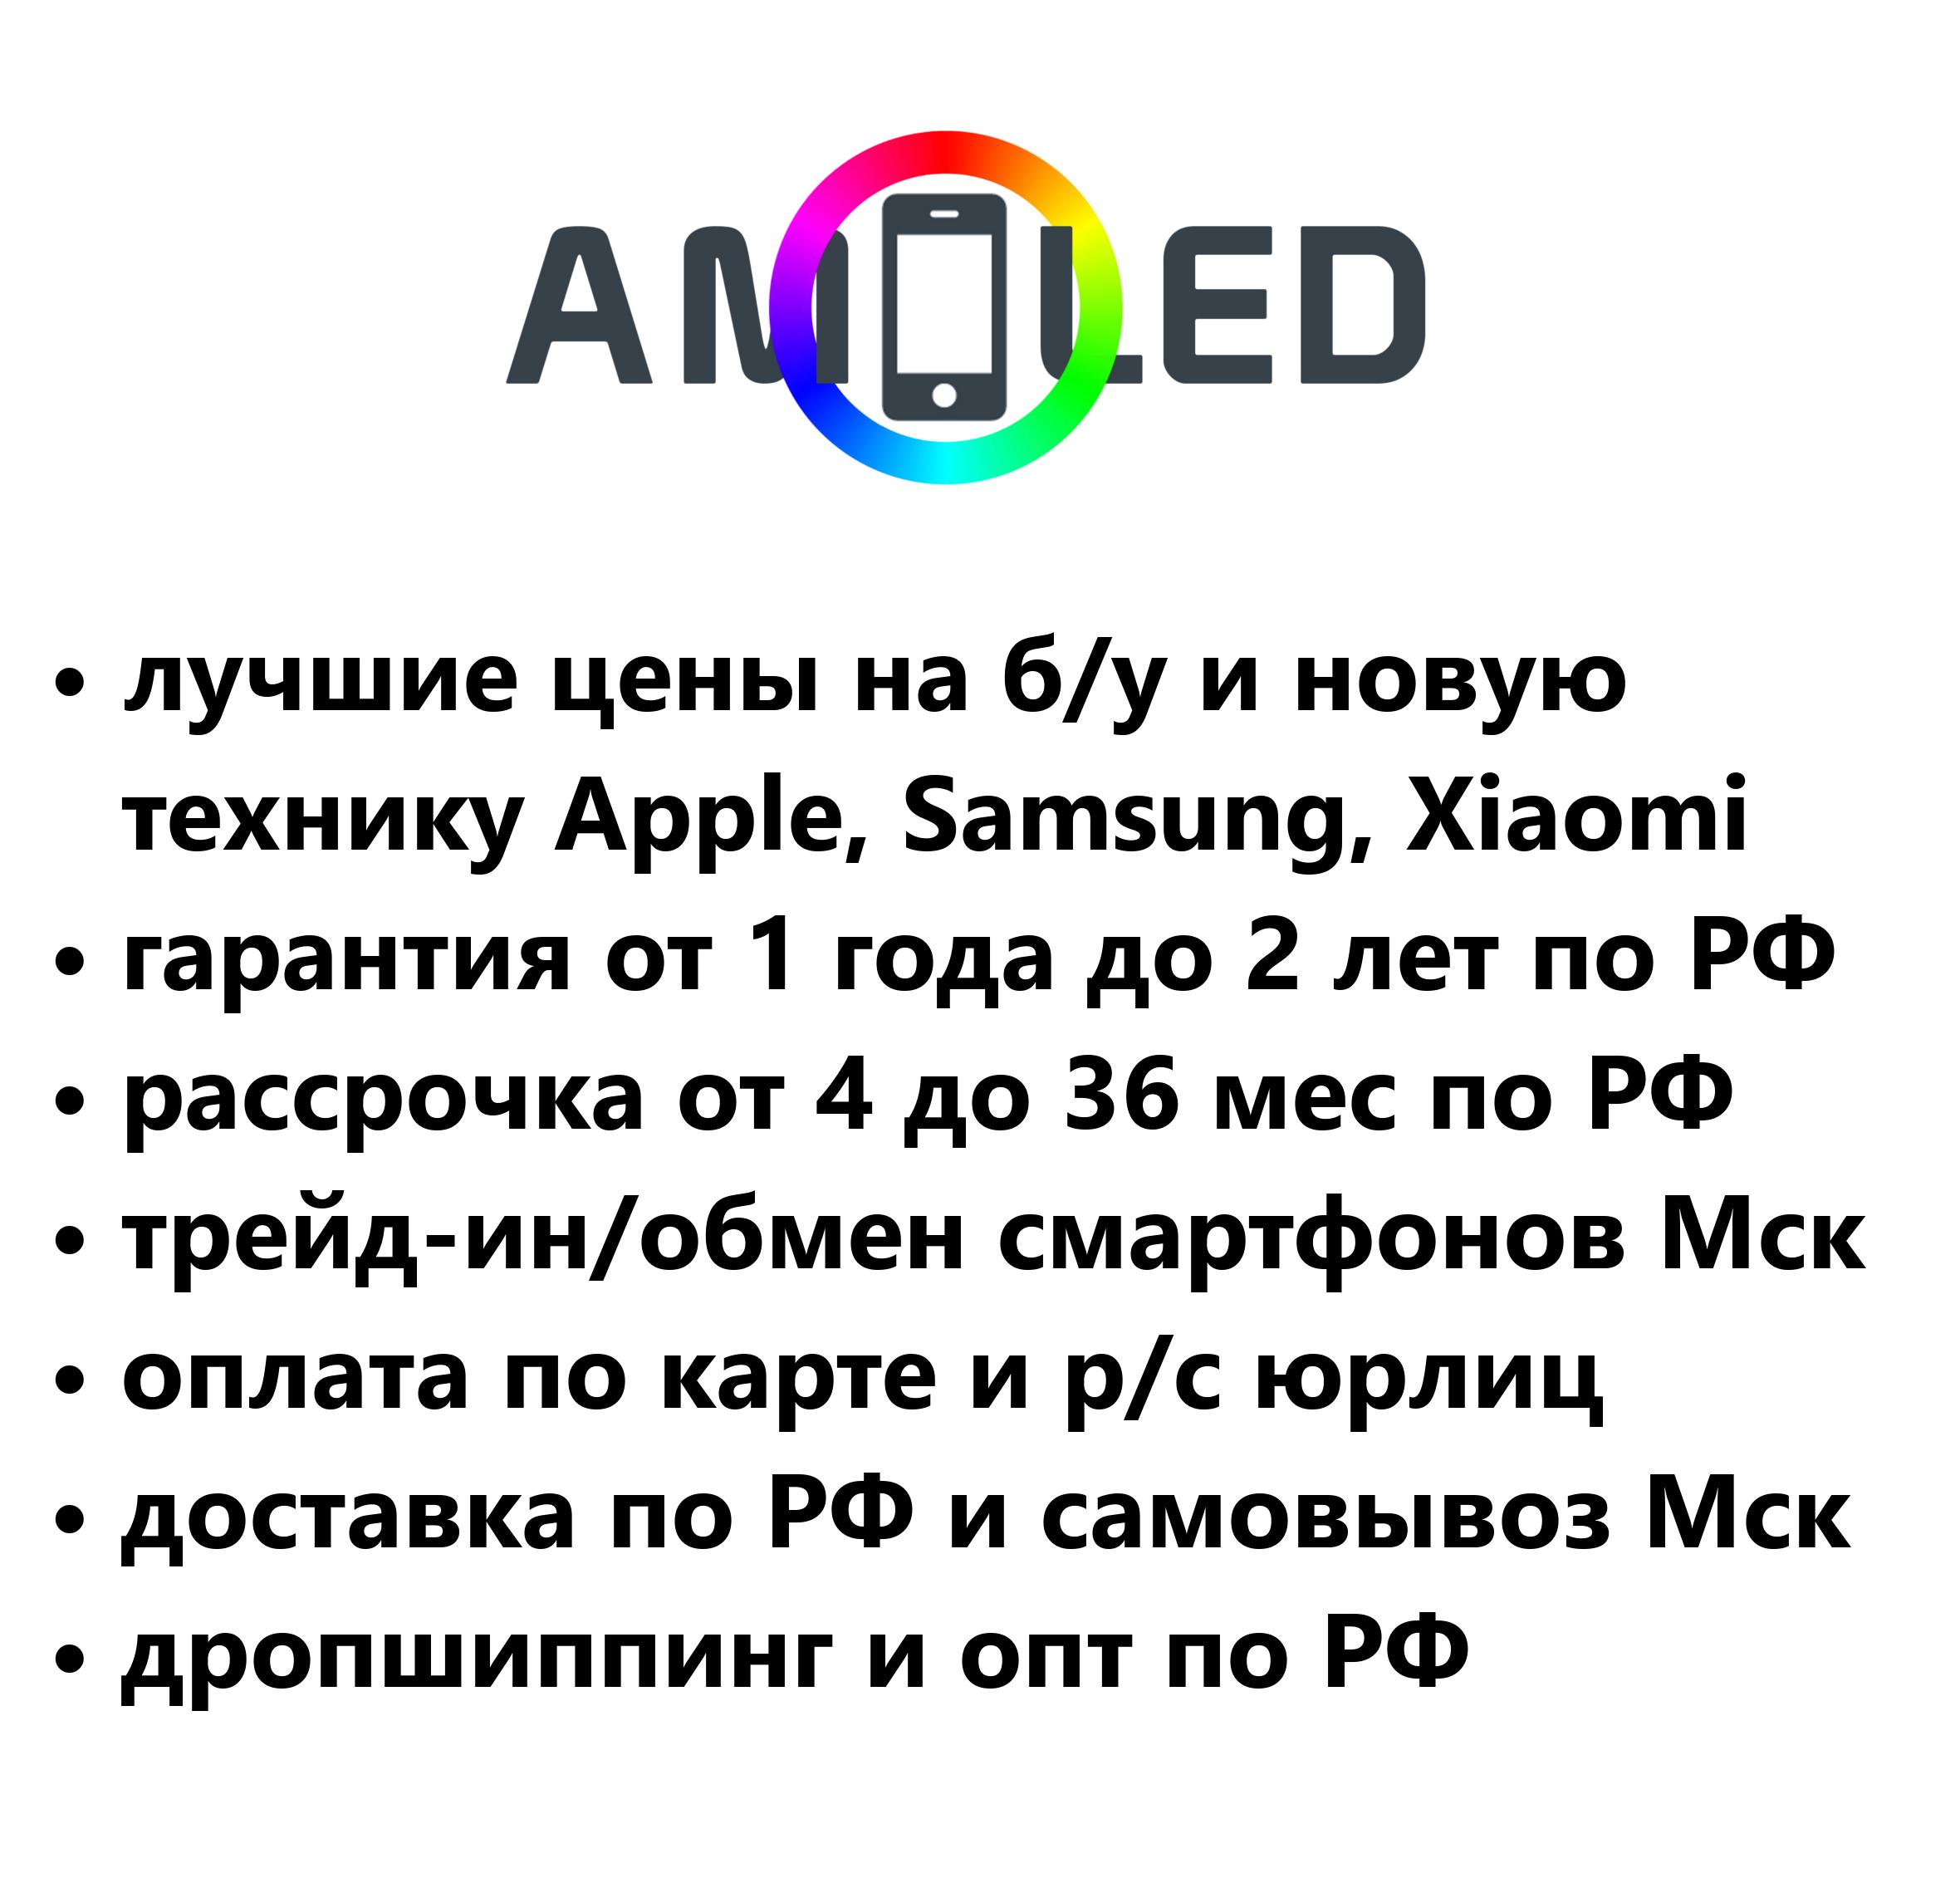 AMOLED
• лучшие цены на б/у и новую
технику Apple, Samsung, Xiaomi
• гарантия от 1 года до 2 лет по РФ
• рассрочка от 4 до 36 мес по РФ
• трейд-ин/обмен смартфонов Мск
• оплата по карте и р/с юрлиц
• доставка по РФ и самовывоз Мск
• дропшиппинг и опт по РФ